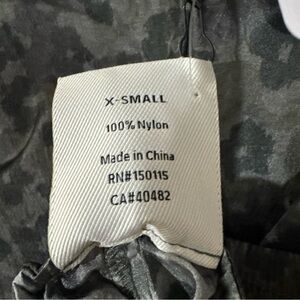 X-SMALL
100% Nylon
Made in China
RN#150115
CA#40482